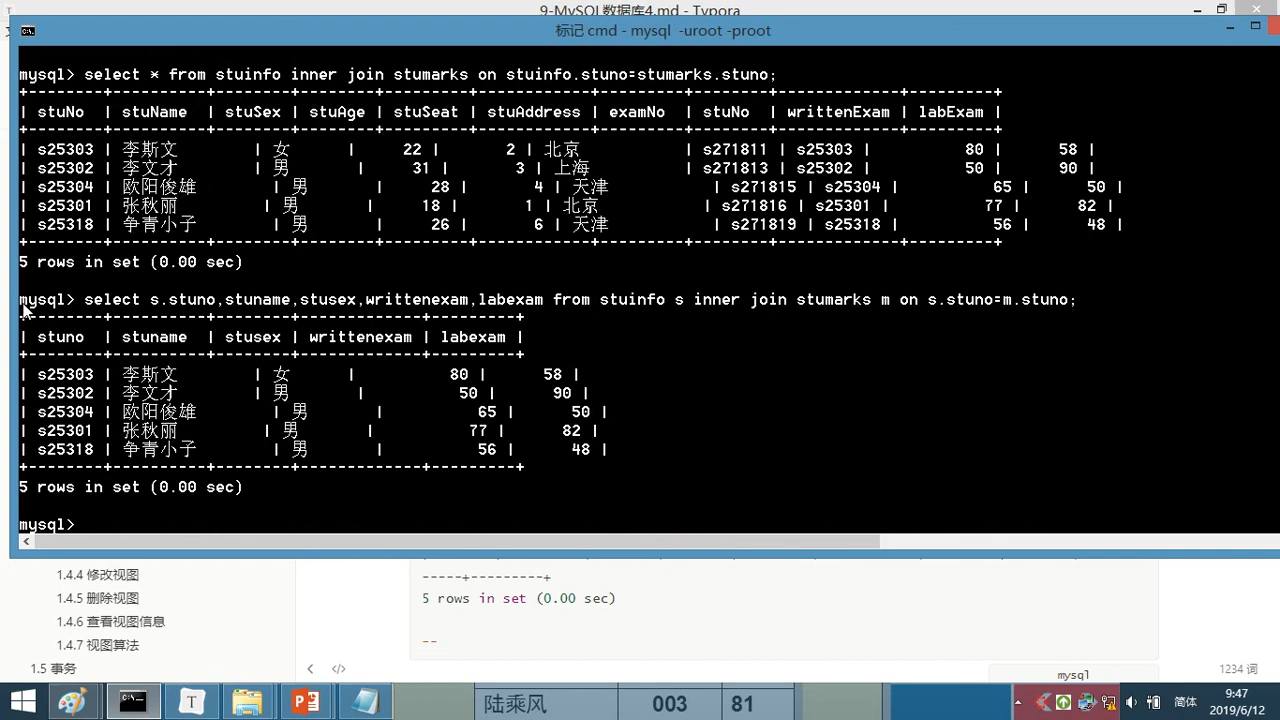 9-MySQL数据库4.md - Typora
标记 cmd - mysql  -uroot -proot
mysql> select * from stuinfo inner join stumarks on stuinfo.stuno=stumarks.stuno;
+--------+----------+--------+--------+---------+------------+---------+--------+-------------+---------+
| stuNo  | stuName  | stuSex | stuAge | stuSeat | stuAddress | examNo  | stuNo  | writtenExam | labExam |
+--------+----------+--------+--------+---------+------------+---------+--------+-------------+---------+
| s25303 | 李斯文 | 女 | 22 | 2 | 北京 | s271811 | s25303 | 80 | 58 |
| s25302 | 李文才 | 男 | 31 | 3 | 上海 | s271813 | s25302 | 50 | 90 |
| s25304 | 欧阳俊雄 | 男 | 28 | 4 | 天津 | s271815 | s25304 | 65 | 50 |
| s25301 | 张秋丽 | 男 | 18 | 1 | 北京 | s271816 | s25301 | 77 | 82 |
| s25318 | 争青小子 | 男 | 26 | 6 | 天津 | s271819 | s25318 | 56 | 48 |
+--------+----------+--------+--------+---------+------------+---------+--------+-------------+---------+
5 rows in set (0.00 sec)
mysql> select s.stuno,stuname,stusex,writtenexam,labexam from stuinfo s inner join stumarks m on s.stuno=m.stuno;
+--------+----------+--------+-------------+---------+
| stuno  | stuname  | stusex | writtenexam | labexam |
+--------+----------+--------+-------------+---------+
| s25303 | 李斯文 | 女 | 80 | 58 |
| s25302 | 李文才 | 男 | 50 | 90 |
| s25304 | 欧阳俊雄 | 男 | 65 | 50 |
| s25301 | 张秋丽 | 男 | 77 | 82 |
| s25318 | 争青小子 | 男 | 56 | 48 |
+--------+----------+--------+-------------+---------+
5 rows in set (0.00 sec)
mysql>
1.4.4 修改视图
1.4.5 删除视图
1.4.6 查看视图信息
1.4.7 视图算法
1.5 事务
-----+---------+
5 rows in set (0.00 sec)
--
mysql
1234 词
陆乘风 003 81
简体
9:47
2019/6/12